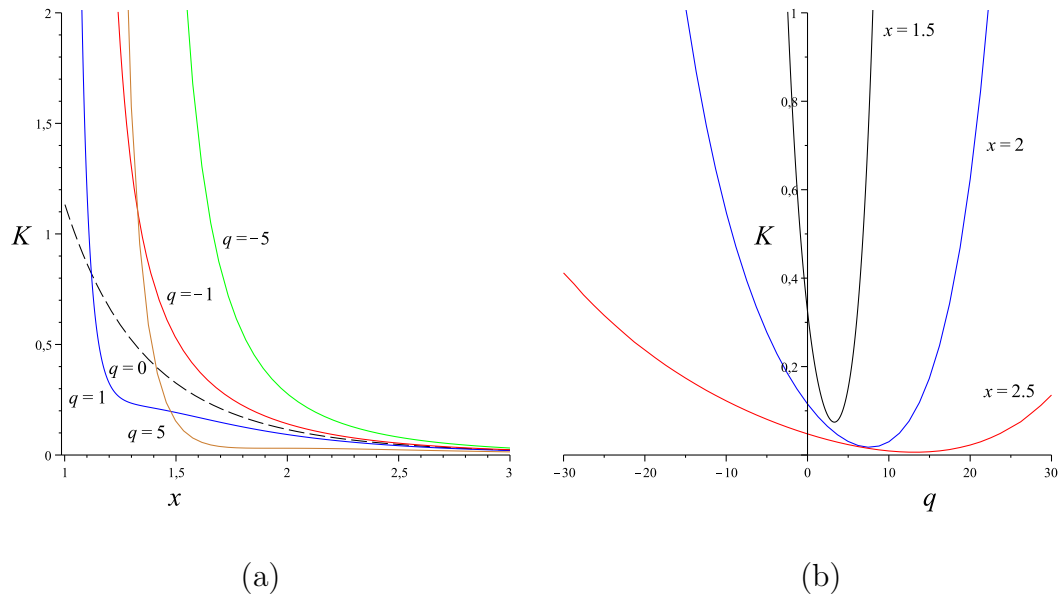 2
1,5
1
0,5
0
K
q = −5
q = −1
q = 0
q = 1
q = 5
1
1,5
2
2,5
3
x
(a)
1
0,8
0,6
0,4
0,2
K
x = 1.5
x = 2
x = 2.5
−30
−20
−10
0
10
20
30
q
(b)